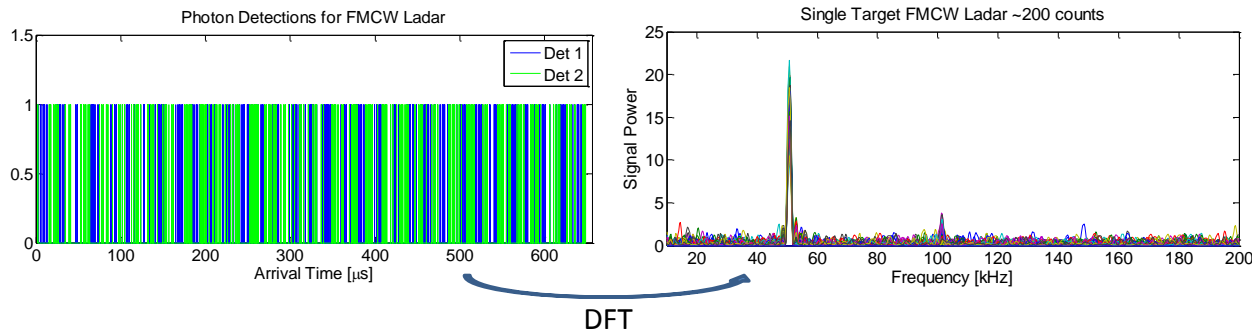 Photon Detections for FMCW Ladar
1.5
1
0.5
0
Det 1
Det 2
0 100 200 300 400 500 600
Arrival Time [μs]
Single Target FMCW Ladar ~200 counts
25
20
15
10
5
0
Signal Power
20 40 60 80 100 120 140 160 180 200
Frequency [kHz]
DFT